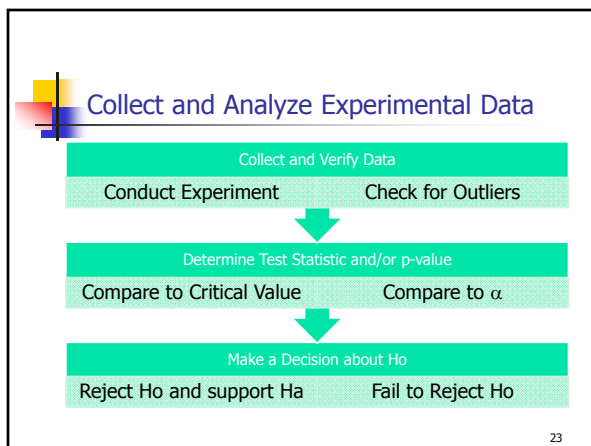 Collect and Analyze Experimental Data
Collect and Verify Data
Conduct Experiment Check for Outliers
Determine Test Statistic and/or p-value
Compare to Critical Value Compare to α
Make a Decision about Ho
Reject Ho and support Ha Fail to Reject Ho
23